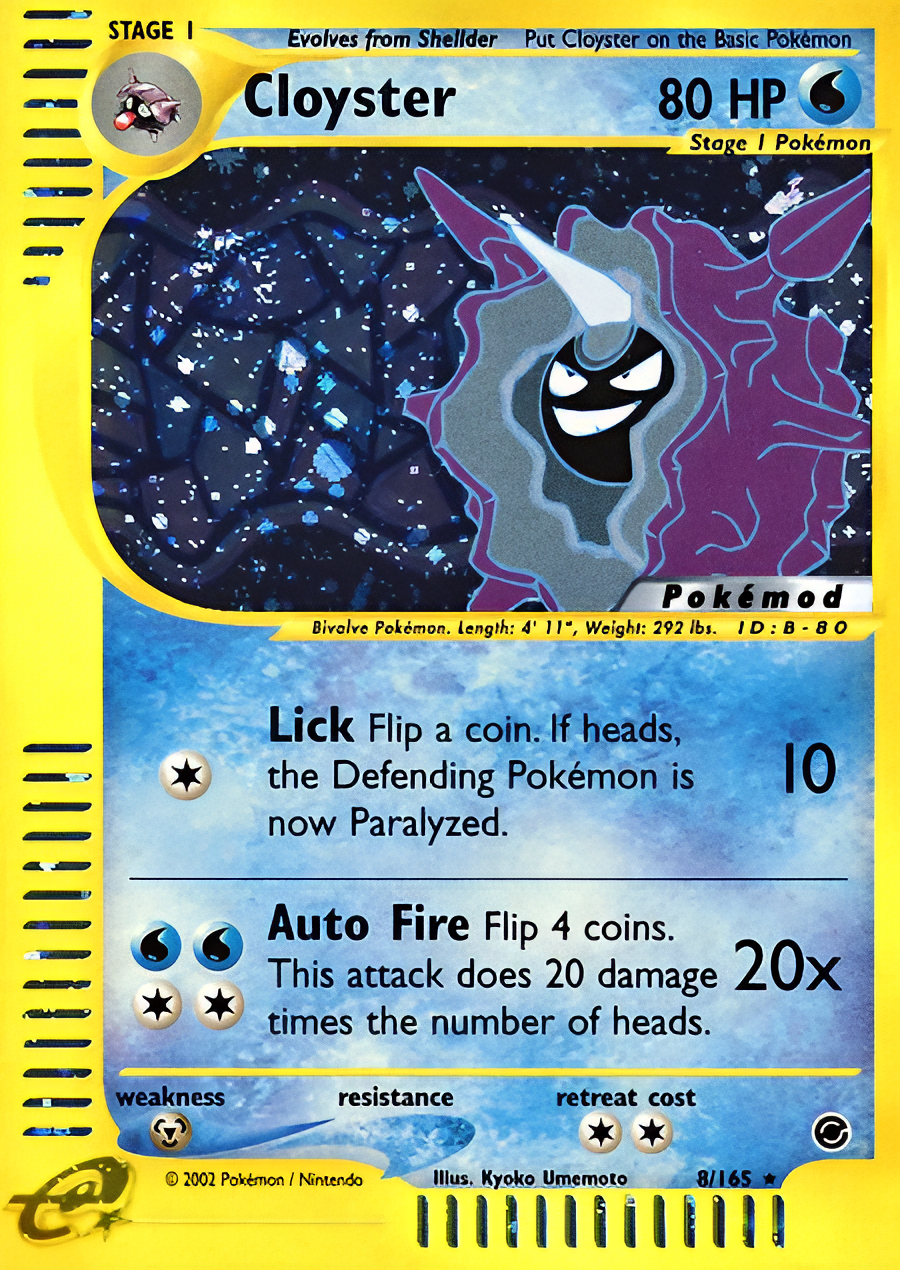 STAGE 1
Evolves from Shellder Put Cloyster on the Basic Pokémon
Cloyster 80 HP
Stage 1 Pokémon
Pokémod
Bivalve Pokémon. Length: 4' 11", Weight: 292 lbs. ID:B-80
Lick Flip a coin. If heads,
the Defending Pokémon is
now Paralyzed.
10
Auto Fire Flip 4 coins.
This attack does 20 damage
times the number of heads.
20x
weakness resistance retreat cost
© 2002 Pokémon / Nintendo Illus. Kyoko Umemoto 8/165 ★
e